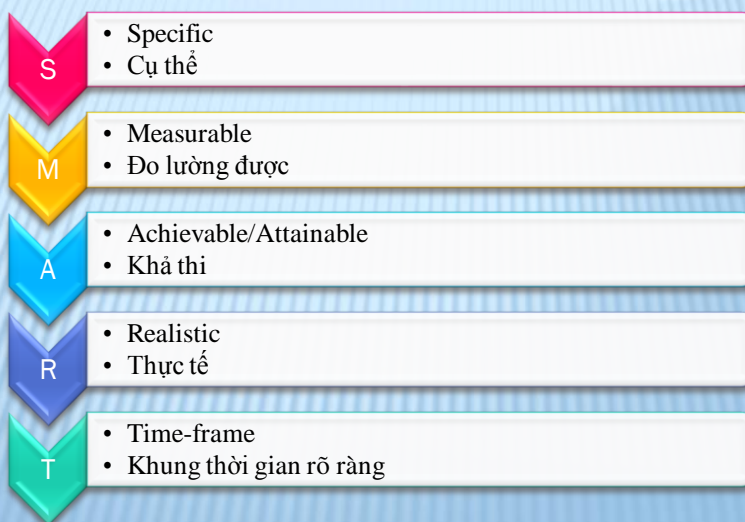 S
• Specific
• Cụ thể
M
• Measurable
• Đo lường được
A
• Achievable/Attainable
• Khả thi
R
• Realistic
• Thực tế
T
• Time-frame
• Khung thời gian rõ ràng